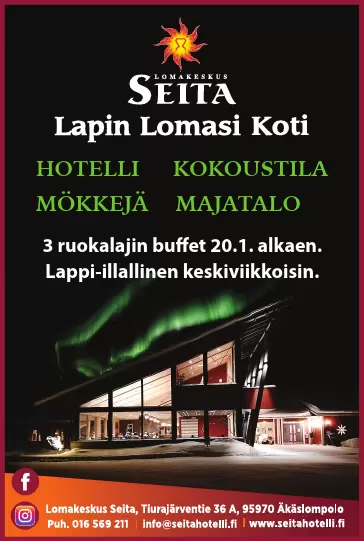 LOMAKESKUS
SEITA
Lapin Lomasi Koti
HOTELLI KOKOUSTILA
MÖKKEJÄ MAJATALO
3 ruokalajin buffet 20.1. alkaen.
Lappi-illallinen keskiviikkoisin.
Lomakeskus Seita, Tiurajärventie 36 A, 95970 Äkäslompolo
Puh. 016 569 211 | info@seitahotelli.fi | www.seitahotelli.fi